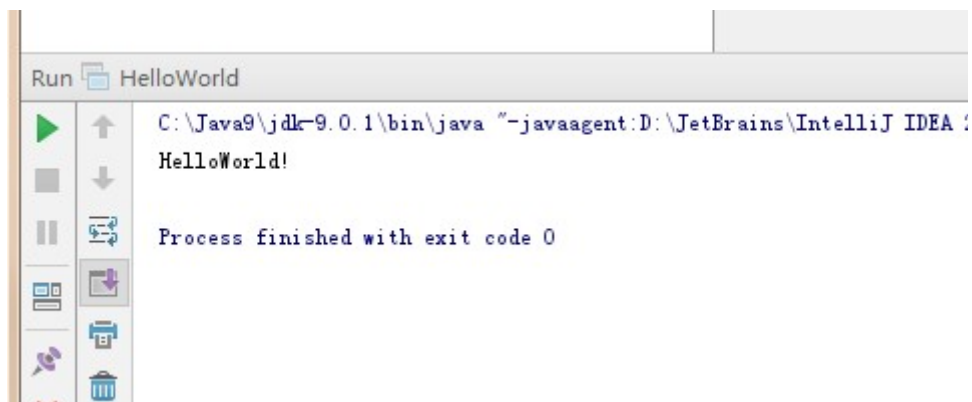 Run HelloWorld
C:\Java9\jdk-9.0.1\bin\java "-javaagent:D:\JetBrains\IntelliJ IDEA
HelloWorld!
Process finished with exit code 0